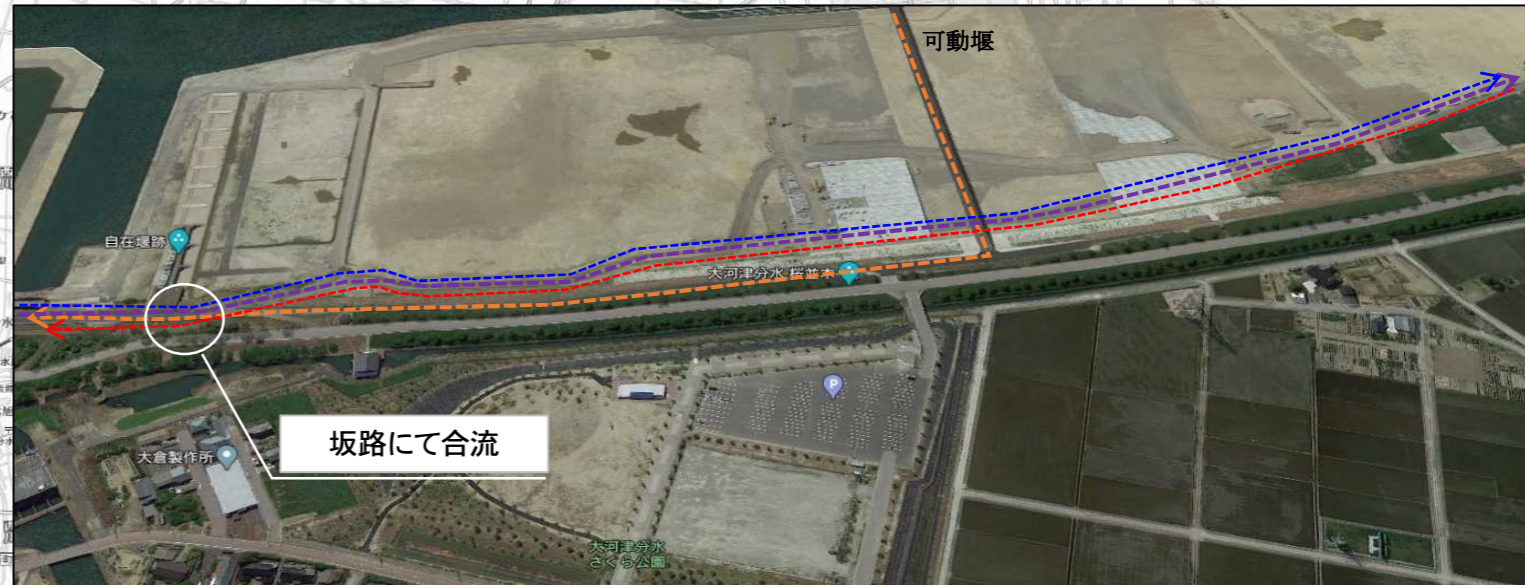 可動堰
自在堰跡
大河津分水 桜並木
P
坂路にて合流
大倉製作所
大河津分水
さくら公園